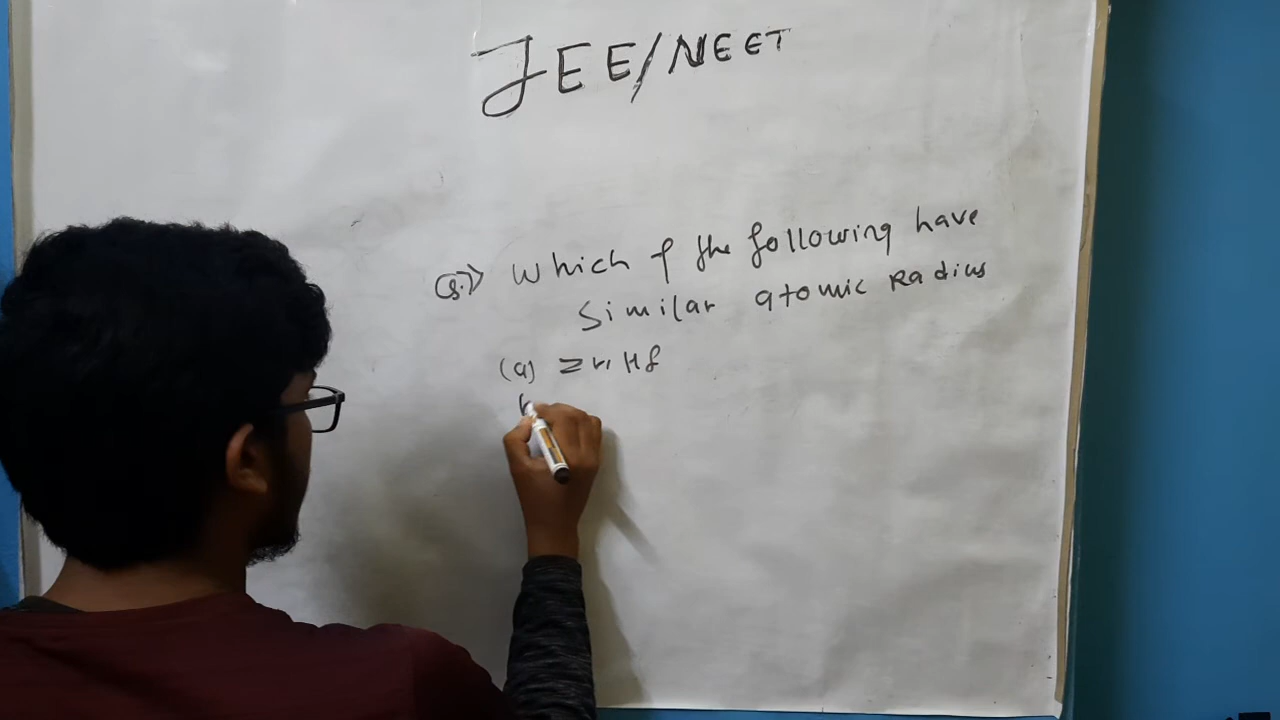 JEE/NEET
Q.)> Which of the following have
Similar atomic Radius
(a) Zr, Hf
(